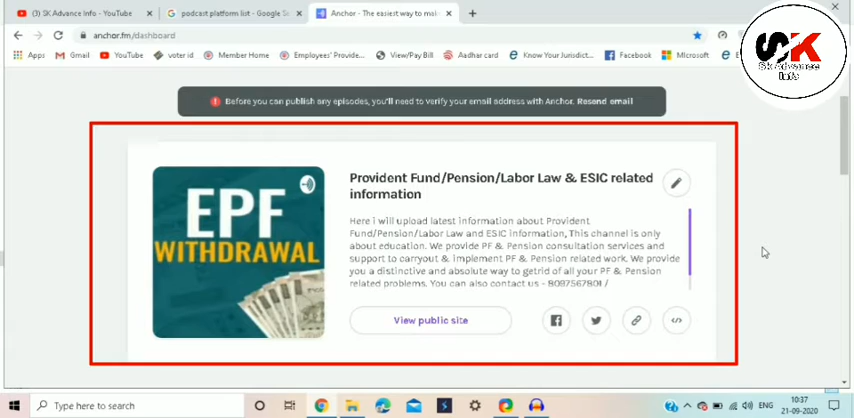 (3) SK Advance Info - YouTube
podcast platform list - Google Se
Anchor - The easiest way to mak
anchor.fm/dashboard
Apps
Gmail
YouTube
voter id
Member Home
Employees' Provide...
View/Pay Bill
Aadhar card
Know Your Jurisdict...
Facebook
Microsoft
SK
Sk Advance
Info
Before you can publish any episodes, you'll need to verify your email address with Anchor. Resend email
EPF
WITHDRAWAL
Provident Fund/Pension/Labor Law & ESIC related
information
Here i will upload latest information about Provident
Fund/Pension/Labor Law and ESIC information, This channel is only
about education. We provide PF & Pension consultation services and
support to carryout & implement PF & Pension related work. We provide
you a distinctive and absolute way to getrid of all your PF & Pension
related problems. You can also contact us - 8097567801 /
View public site
Type here to search
ENG
10:37
21-09-2020